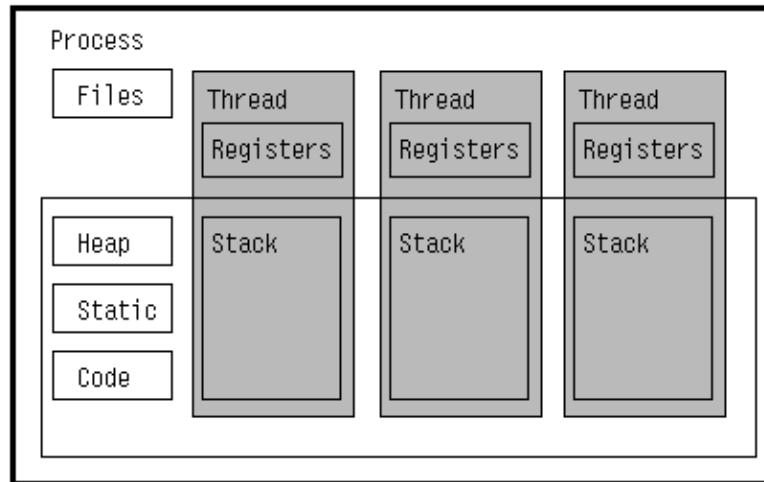 Process
Files
Thread
Thread
Thread
Registers
Registers
Registers
Heap
Stack
Stack
Stack
Static
Code